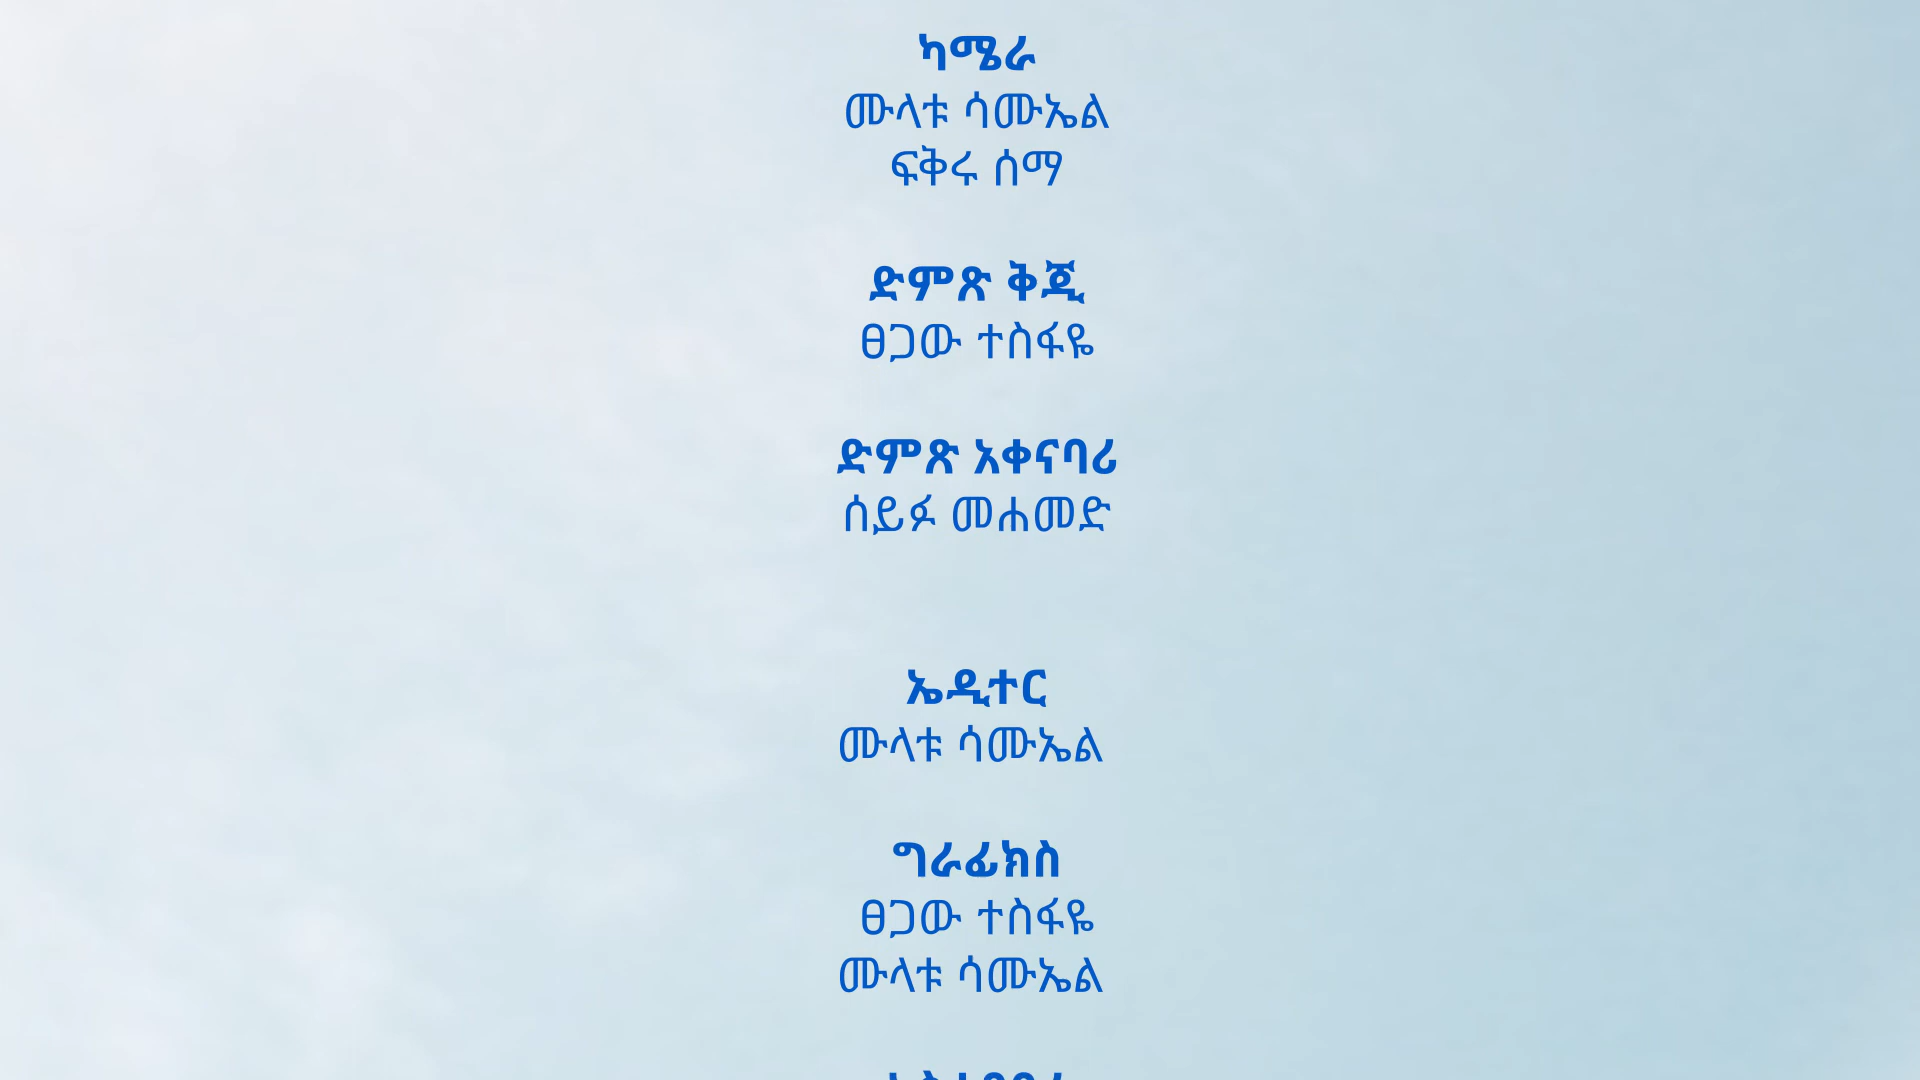 ካሜራ
ሙላቱ ሳሙኤል
ፍቅሩ ሰማ
ድምጽ ቅጂ
ፀጋው ተስፋዬ
ድምጽ አቀናባሪ
ሰይፉ መሐመድ
ኤዲተር
ሙላቱ ሳሙኤል
ግራፊክስ
ፀጋው ተስፋዬ
ሙላቱ ሳሙኤል